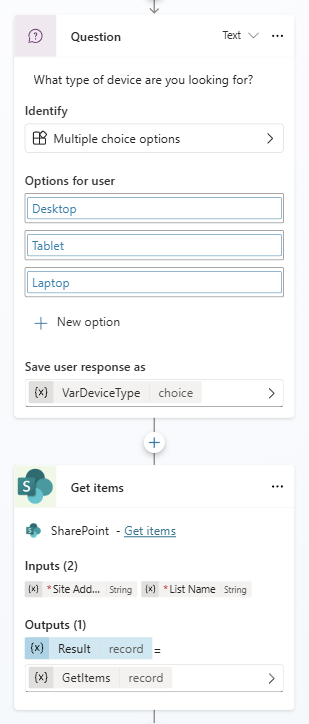 Question Text
What type of device are you looking for?
Identify
Multiple choice options
Options for user
Desktop
Tablet
Laptop
New option
Save user response as
{x} VarDeviceType choice
Get items
SharePoint - Get items
Inputs (2)
{x} *Site Add... String {x} *List Name String
Outputs (1)
{x} Result record =
{x} GetItems record